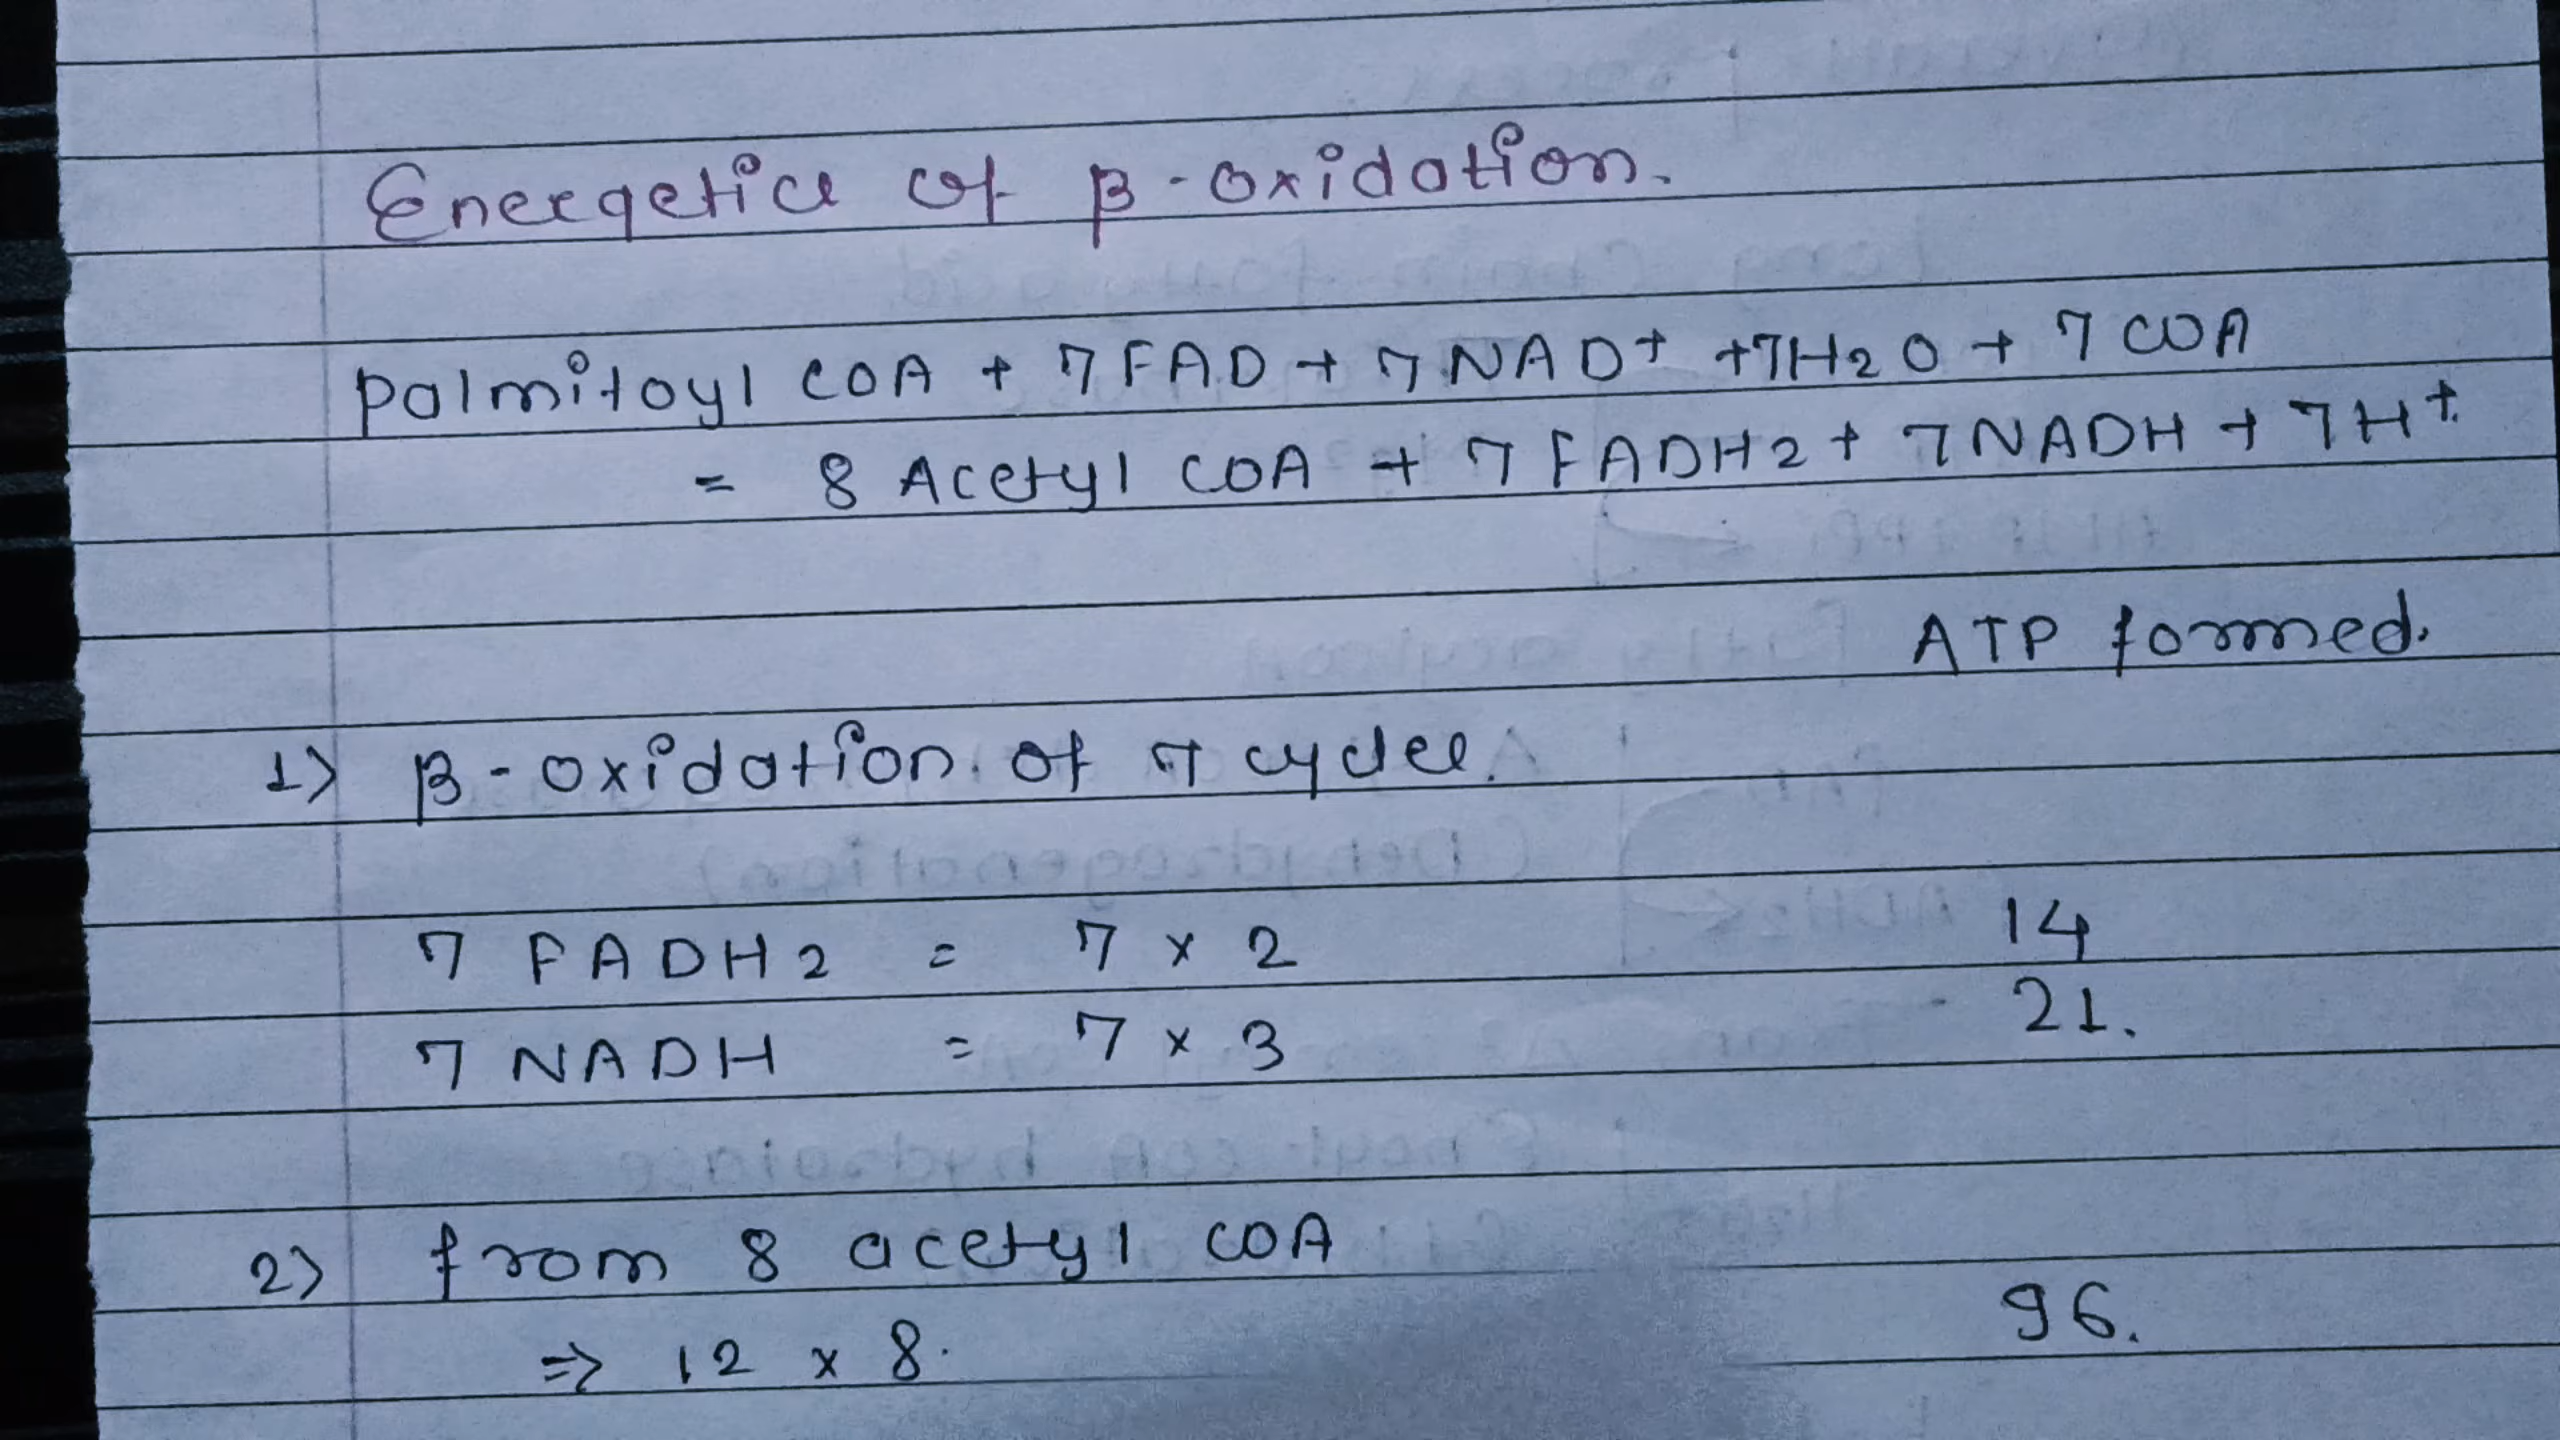 Energetics of β-oxidation.
Palmitoyl COA + 7 FAD + 7 NAD+ +7H2O + 7 COA
= 8 Acetyl COA + 7 FADH2 + 7 NADH + 7H+.
ATP formed.
1) β-oxidation of 7 cycles.
7 FADH2 = 7 x 2 14
7 NADH = 7 x 3 21.
2) from 8 acetyl COA
⇒ 12 x 8. 96.